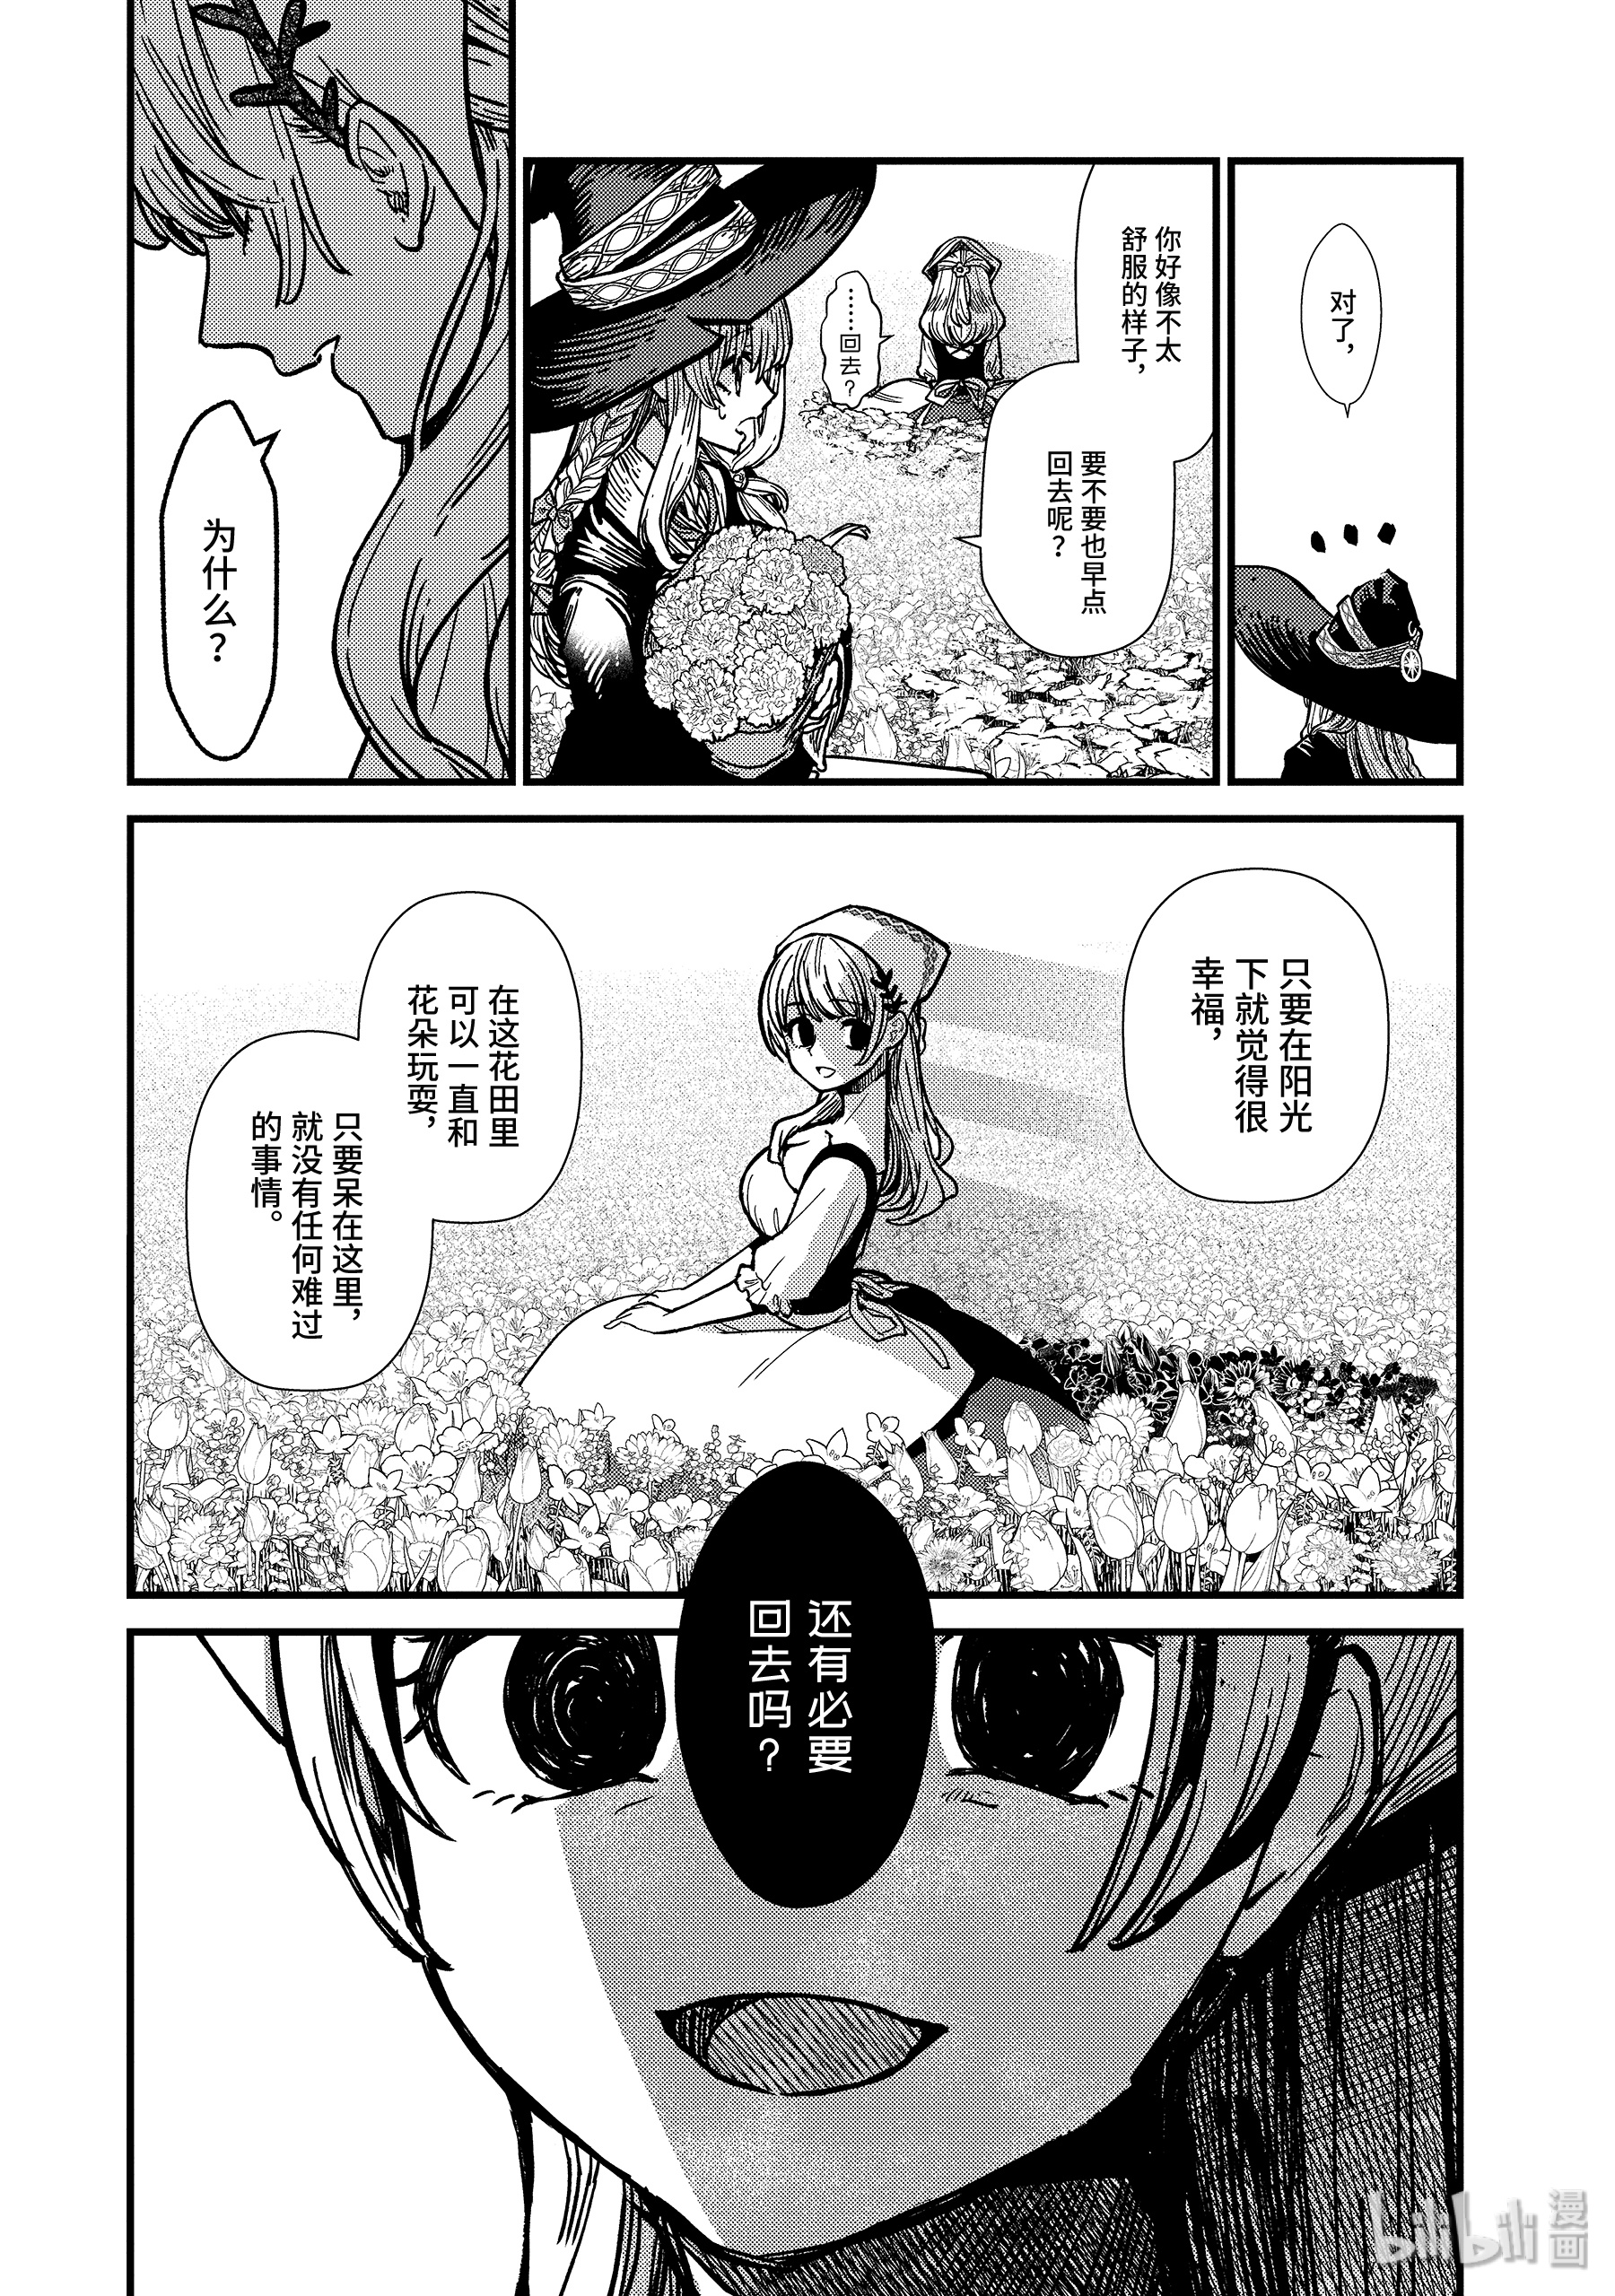 对了，
你好像不太
舒服的样子，
要不要也早点
回去呢？
……回去？
为什么？
只要在阳光
下就觉得很
幸福，
在这花田里
可以一直和
花朵玩耍，
只要呆在这里，
就没有任何难过
的事情。
还有必要
回去吗？
bilibili
漫画